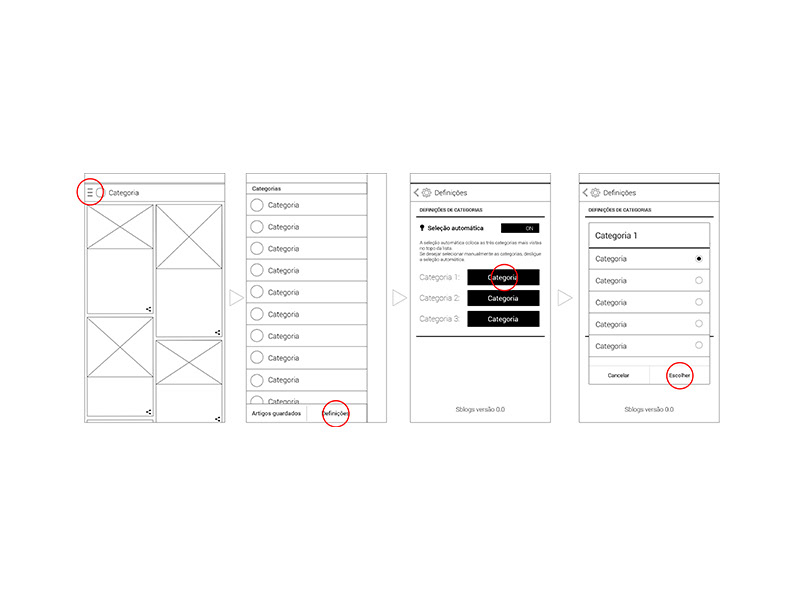 Categoria
Categorias
Categoria
Categoria
Categoria
Categoria
Categoria
Categoria
Categoria
Categoria
Categoria
Categoria
Artigos guardados
Definições
Definições
DEFINIÇÕES DE CATEGORIAS
Seleção automática
ON
A seleção automática coloca as três categorias mais vistas
no topo da lista.
Se desejar selecionar manualmente as categorias, desligue
a seleção automática.
Categoria 1:
Categoria
Categoria 2:
Categoria
Categoria 3:
Categoria
Sblogs versão 0.0
Definições
DEFINIÇÕES DE CATEGORIAS
Categoria 1
Categoria
Categoria
Categoria
Categoria
Categoria
Cancelar
Escolher
Sblogs versão 0.0